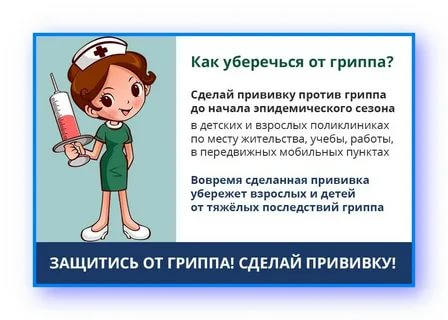 Как уберечься от гриппа?
Сделай прививку против гриппа
до начала эпидемического сезона
в детских и взрослых поликлиниках
по месту жительства, учебы, работы,
в передвижных мобильных пунктах
Вовремя сделанная прививка
убережет взрослых и детей
от тяжёлых последствий гриппа
ЗАЩИТИСЬ ОТ ГРИППА! СДЕЛАЙ ПРИВИВКУ!